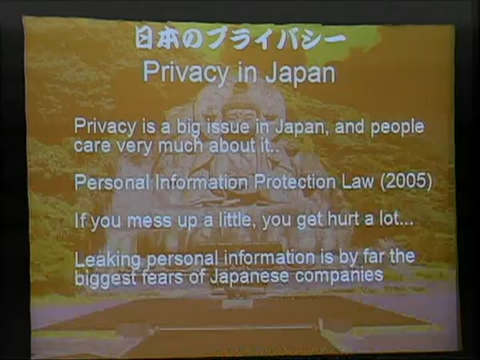 日本のプライバシー
Privacy in Japan
Privacy is a big issue in Japan, and people
care very much about it..
Personal Information Protection Law (2005)
If you mess up a little, you get hurt a lot...
Leaking personal information is by far the
biggest fears of Japanese companies